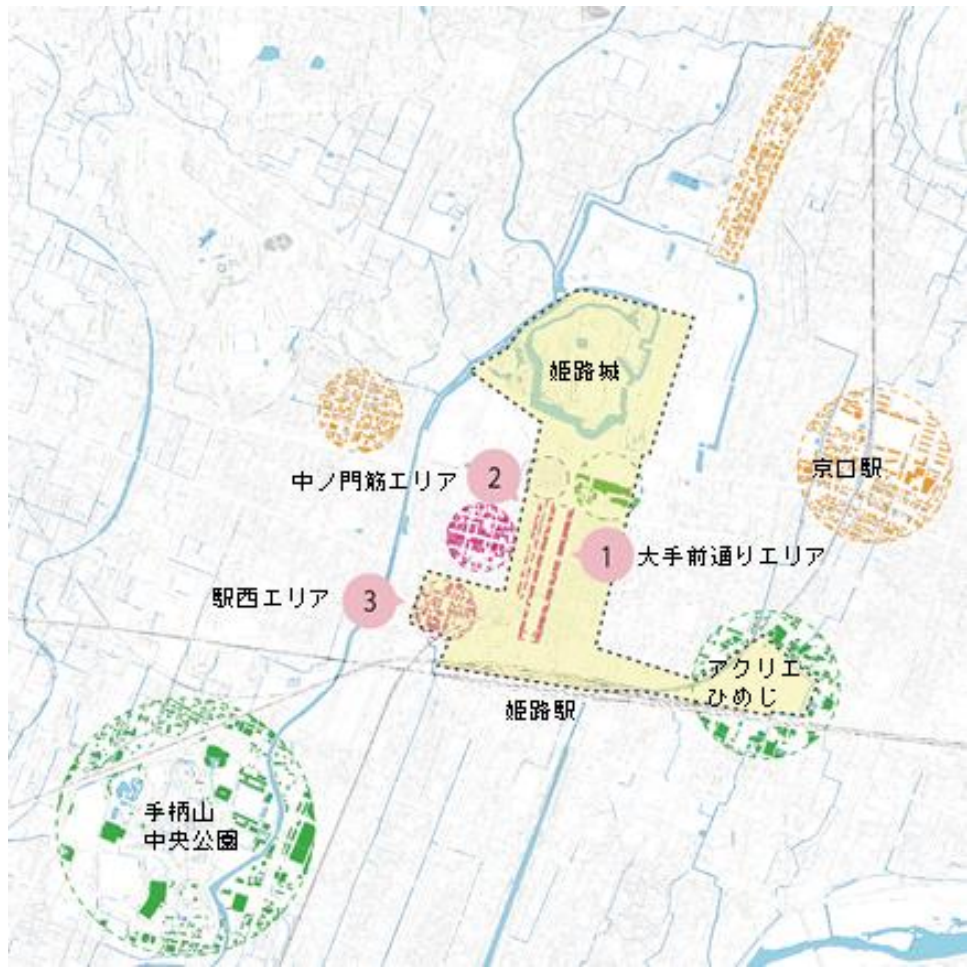 姫路城
京口駅
中ノ門筋エリア
2
1
大手前通りエリア
駅西エリア
3
アクリエ
ひめじ
姫路駅
手柄山
中央公園